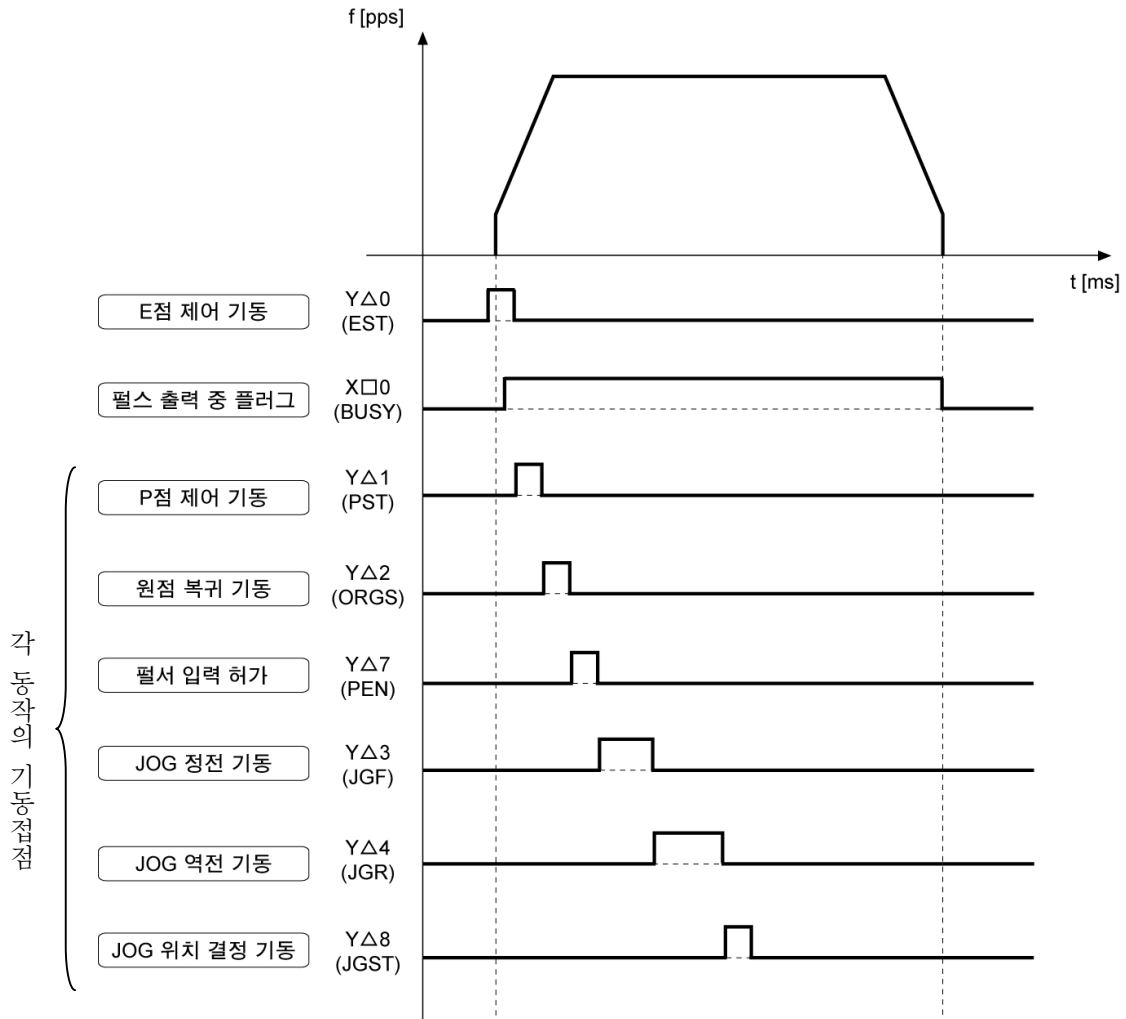 f [pps]
t [ms]
E점 제어 기동
Y△0
(EST)
펄스 출력 중 플러그
X□0
(BUSY)
P점 제어 기동
Y△1
(PST)
원점 복귀 기동
Y△2
(ORGS)
펄서 입력 허가
Y△7
(PEN)
JOG 정전 기동
Y△3
(JGF)
JOG 역전 기동
Y△4
(JGR)
JOG 위치 결정 기동
Y△8
(JGST)
각 동작의 기동접점